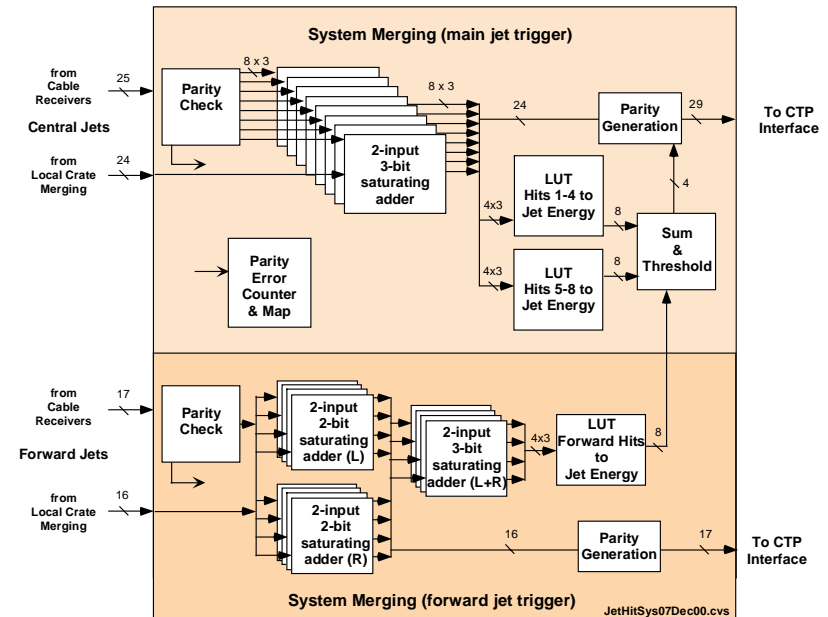 System Merging (main jet trigger)
from
Cable
Receivers
25
Central Jets
from
Local Crate
Merging
24
Parity
Check
8 x 3
8 x 3
2-input
3-bit
saturating
adder
24
Parity
Generation
29
To CTP
Interface
4
4x3
LUT
Hits 1-4 to
Jet Energy
8
Sum
&
Threshold
4x3
LUT
Hits 5-8 to
Jet Energy
8
Parity
Error
Counter
& Map
from
Cable
Receivers
17
Forward Jets
from
Local Crate
Merging
16
Parity
Check
2-input
2-bit
saturating
adder (L)
2-input
3-bit
saturating
adder (L+R)
4x3
LUT
Forward Hits
to
Jet Energy
8
2-input
2-bit
saturating
adder (R)
16
Parity
Generation
17
To CTP
Interface
System Merging (forward jet trigger)
JetHitSys07Dec00.cvs